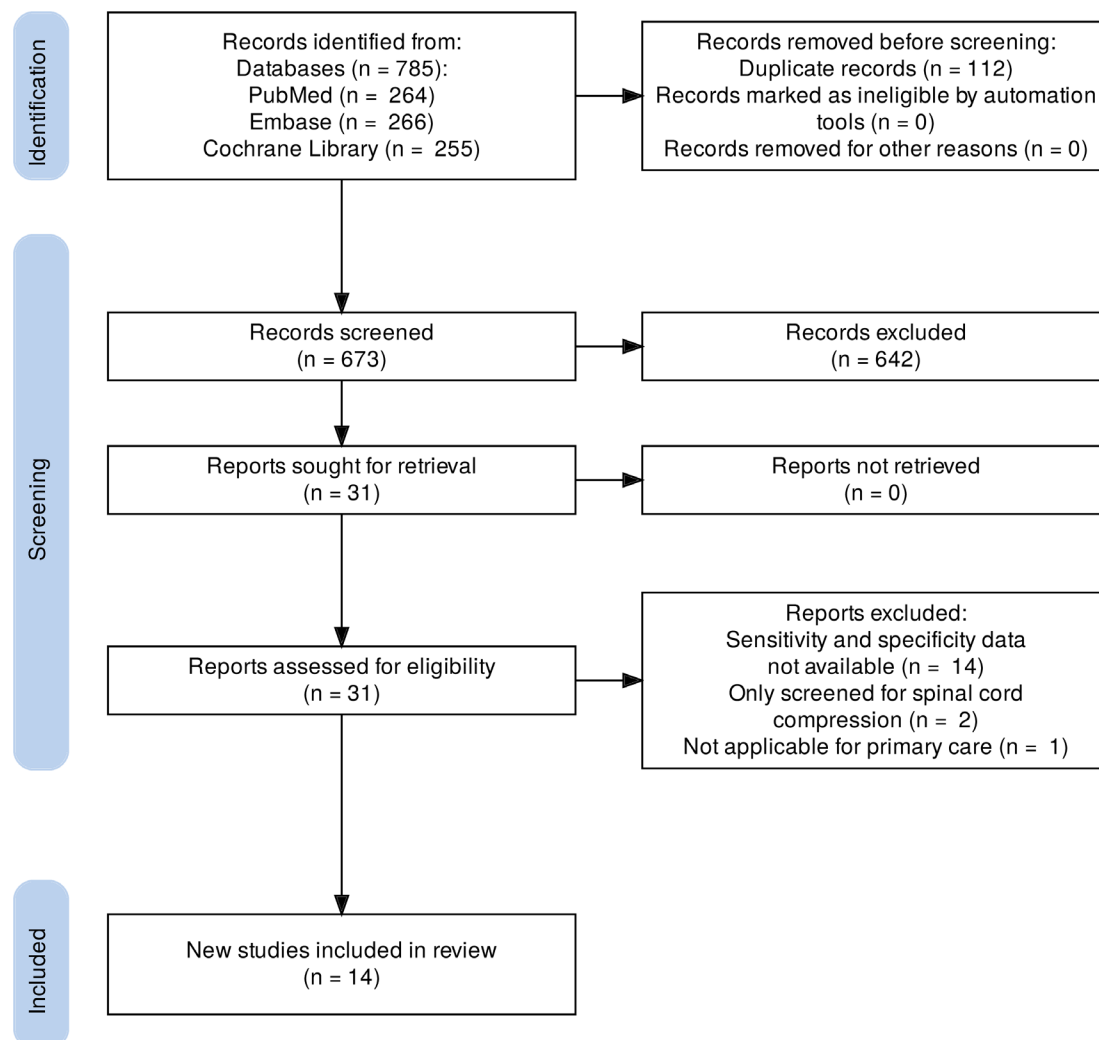 Identification
Records identified from:
Databases (n = 785):
PubMed (n = 264)
Embase (n = 266)
Cochrane Library (n = 255)
Records removed before screening:
Duplicate records (n = 112)
Records marked as ineligible by automation
tools (n = 0)
Records removed for other reasons (n = 0)
Screening
Records screened
(n = 673)
Records excluded
(n = 642)
Reports sought for retrieval
(n = 31)
Reports not retrieved
(n = 0)
Reports assessed for eligibility
(n = 31)
Reports excluded:
Sensitivity and specificity data
not available (n = 14)
Only screened for spinal cord
compression (n = 2)
Not applicable for primary care (n = 1)
Included
New studies included in review
(n = 14)